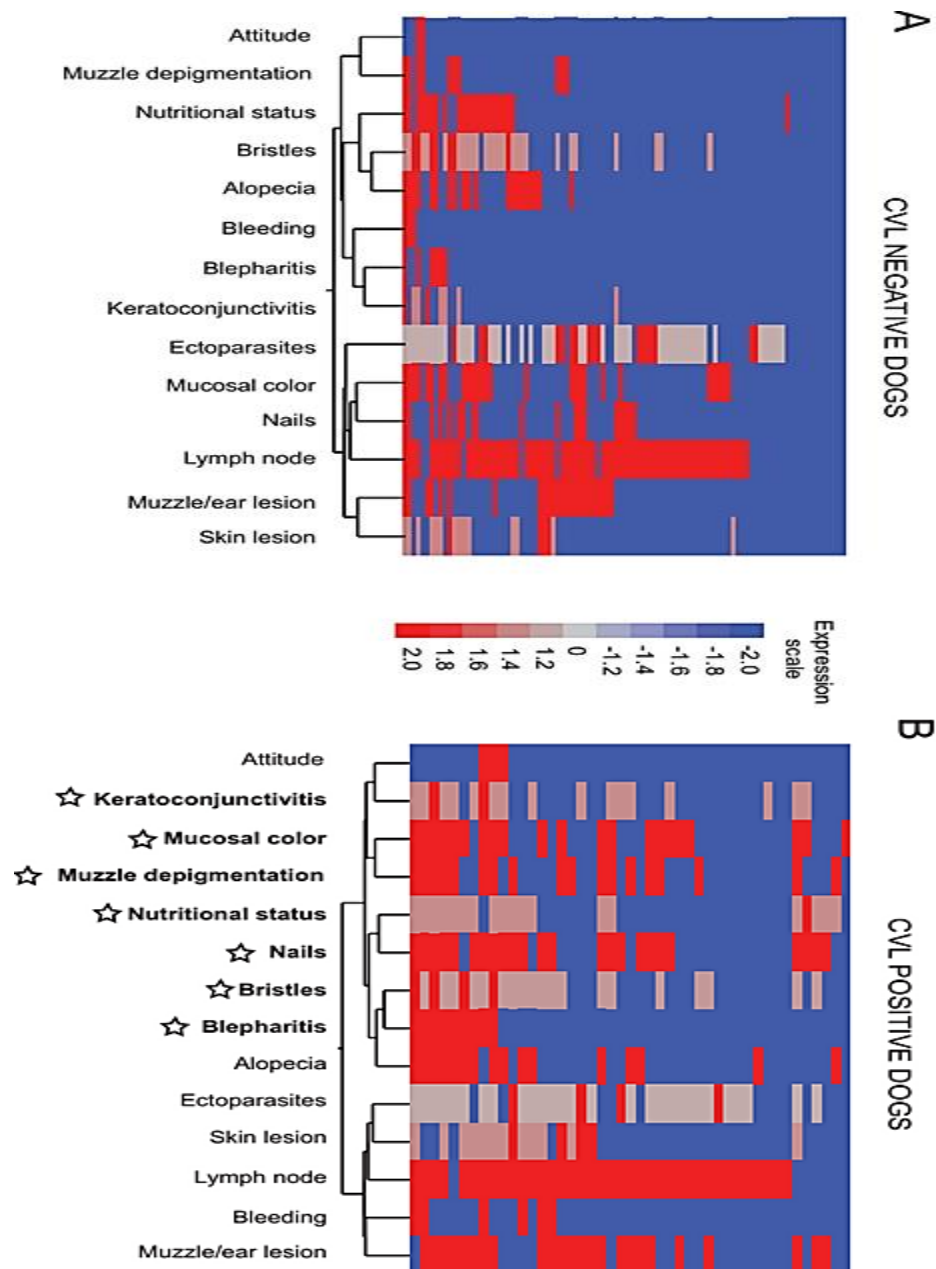 A
CVL NEGATIVE DOGS
Attitude
Muzzle depigmentation
Nutritional status
Bristles
Alopecia
Bleeding
Blepharitis
Keratoconjunctivitis
Ectoparasites
Mucosal color
Nails
Lymph node
Muzzle/ear lesion
Skin lesion
Expression
scale
-2.0
-1.8
-1.6
-1.4
-1.2
0
1.2
1.4
1.6
1.8
2.0
B
CVL POSITIVE DOGS
Attitude
Keratoconjunctivitis
Mucosal color
Muzzle depigmentation
Nutritional status
Nails
Bristles
Blepharitis
Alopecia
Ectoparasites
Skin lesion
Lymph node
Bleeding
Muzzle/ear lesion